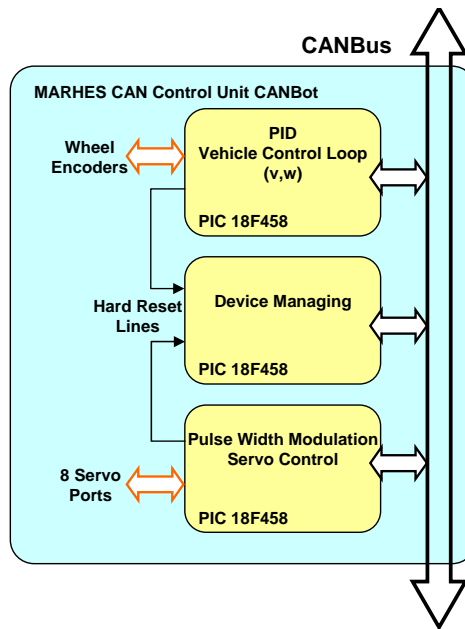 CANBus
MARHES CAN Control Unit CANBot
PID
Vehicle Control Loop
(v,w)
PIC 18F458
Wheel
Encoders
Hard Reset
Lines
Device Managing
PIC 18F458
Pulse Width Modulation
Servo Control
PIC 18F458
8 Servo
Ports